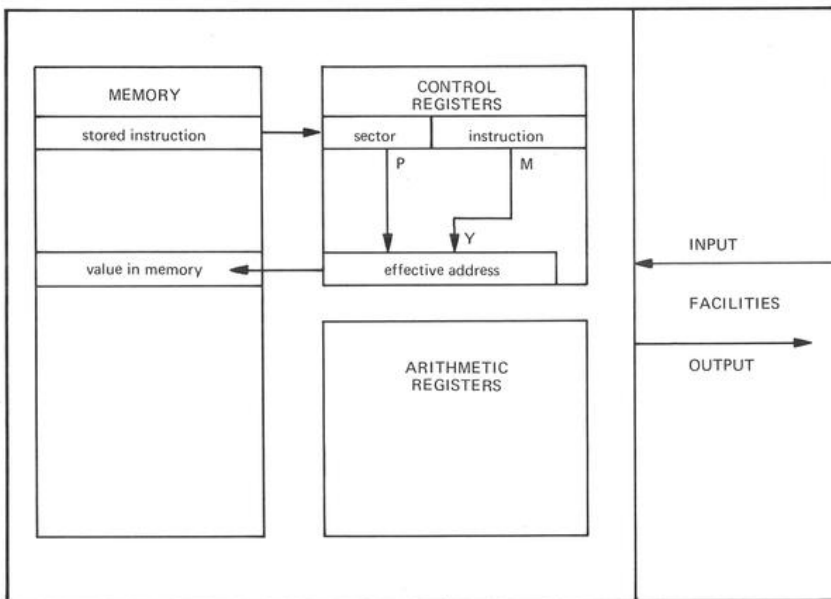 MEMORY
stored instruction
value in memory
CONTROL
REGISTERS
sector
instruction
P
M
Y
effective address
ARITHMETIC
REGISTERS
INPUT
FACILITIES
OUTPUT